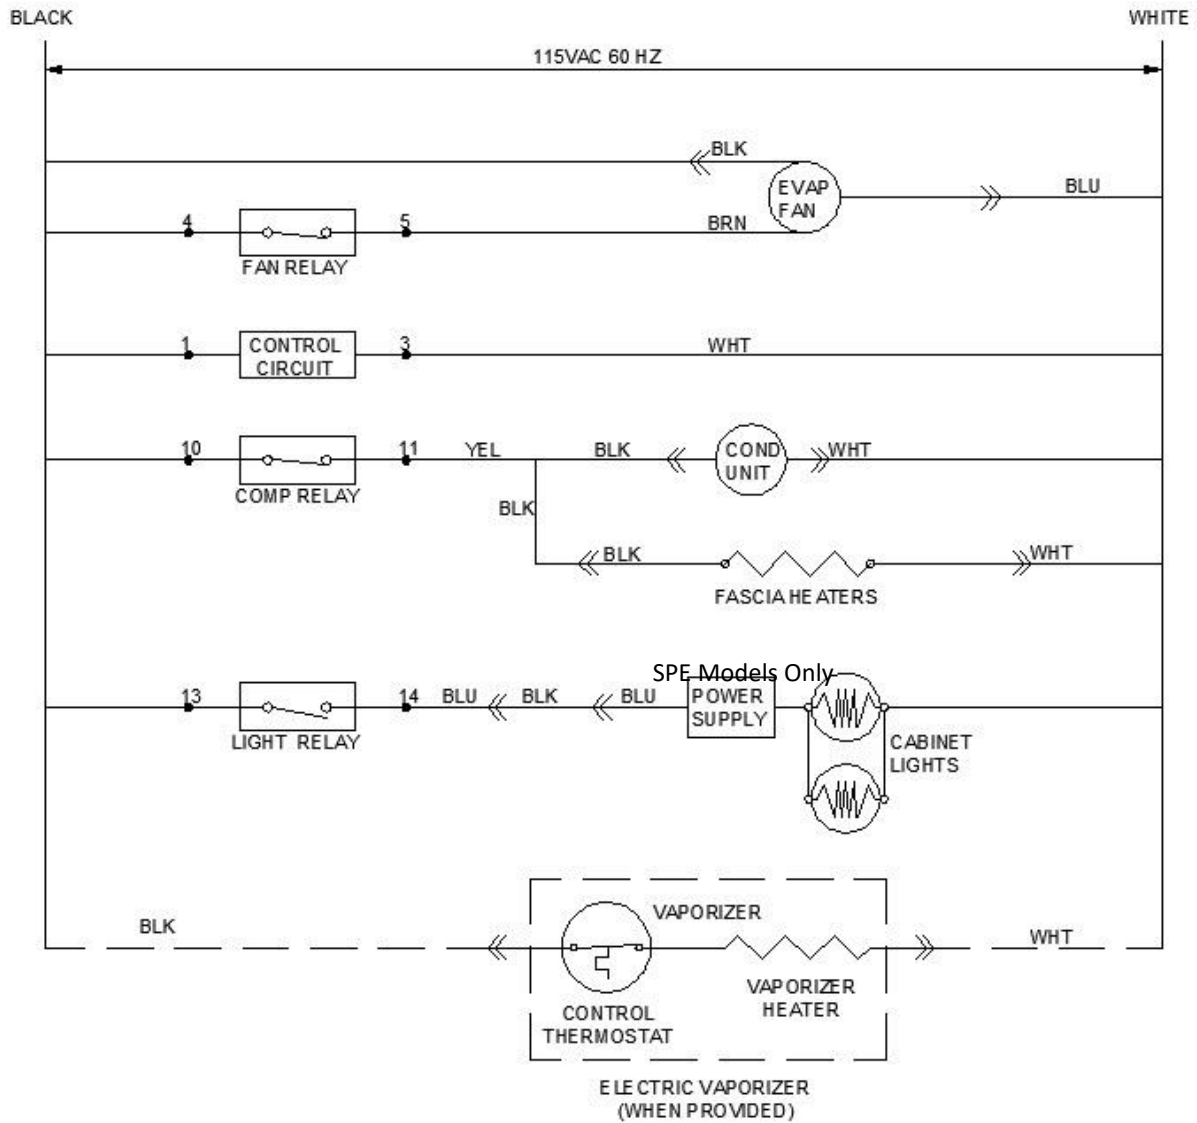 BLACK
WHITE
115VAC 60 HZ
BLK
EVAP
FAN
BLU
4
5
BRN
FAN RELAY
1
CONTROL
CIRCUIT
3
WHT
10
11
YEL
BLK
COND
UNIT
WHT
COMP RELAY
BLK
BLK
WHT
FASCIA HEATERS
SPE Models Only
13
14
BLU
BLK
BLU
POWER
SUPPLY
LIGHT RELAY
CABINET
LIGHTS
BLK
VAPORIZER
WHT
VAPORIZER
HEATER
CONTROL
THERMOSTAT
ELECTRIC VAPORIZER
(WHEN PROVIDED)